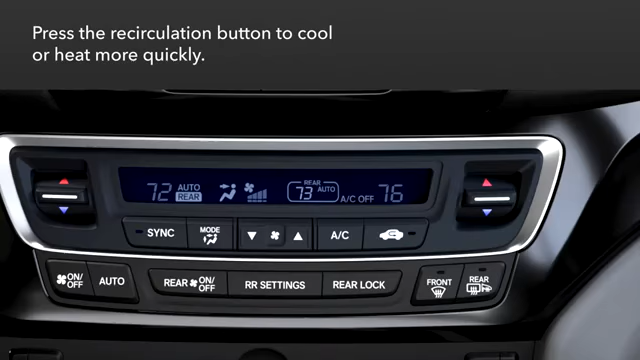 Press the recirculation button to cool
or heat more quickly.
72 AUTO REAR REAR 73 AUTO A/C OFF 76
SYNC MODE A/C
ON/OFF AUTO REAR ON/OFF RR SETTINGS REAR LOCK FRONT REAR